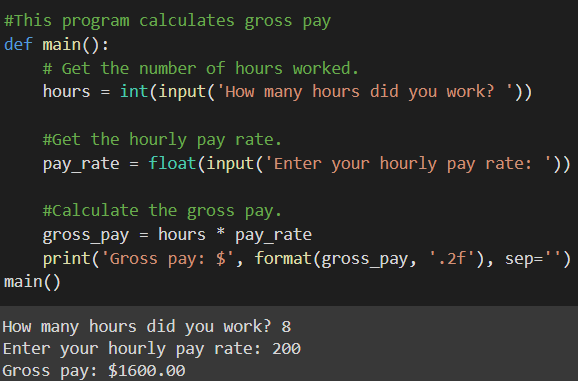 #This program calculates gross pay
def main():
    # Get the number of hours worked.
    hours = int(input('How many hours did you work? '))
    #Get the hourly pay rate.
    pay_rate = float(input('Enter your hourly pay rate: '))
    #Calculate the gross pay.
    gross_pay = hours * pay_rate
    print('Gross pay: $', format(gross_pay, '.2f'), sep='')
main()
How many hours did you work? 8
Enter your hourly pay rate: 200
Gross pay: $1600.00